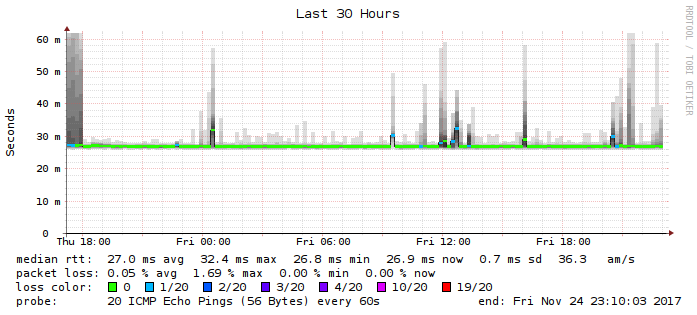 Last 30 Hours
RRDTOOL / TOBI OETIKER
Seconds
60 m
50 m
40 m
30 m
20 m
10 m
0
Thu 18:00 Fri 00:00 Fri 06:00 Fri 12:00 Fri 18:00
median rtt: 27.0 ms avg 32.4 ms max 26.8 ms min 26.9 ms now 0.7 ms sd 36.3 am/s
packet loss: 0.05 % avg 1.69 % max 0.00 % min 0.00 % now
loss color: 0 1/20 2/20 3/20 4/20 10/20 19/20
probe: 20 ICMP Echo Pings (56 Bytes) every 60s end: Fri Nov 24 23:10:03 2017